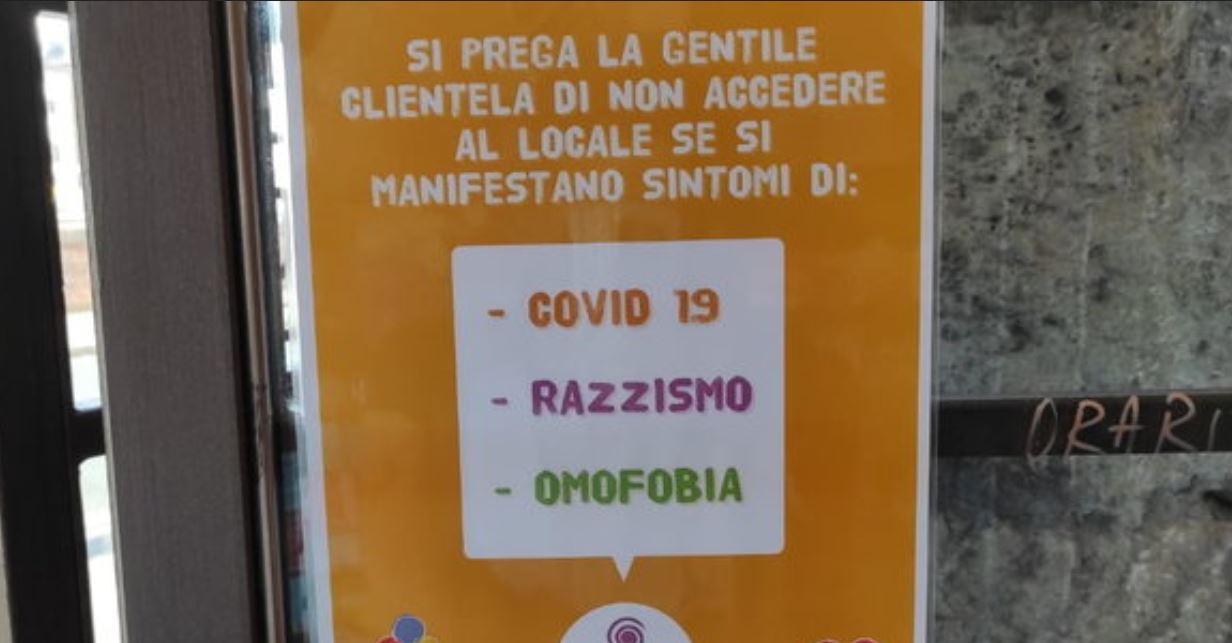 SI PREGA LA GENTILE
CLIENTELA DI NON ACCEDERE
AL LOCALE SE SI
MANIFESTANO SINTOMI DI:
- COVID 19
- RAZZISMO
- OMOFOBIA
ORARI